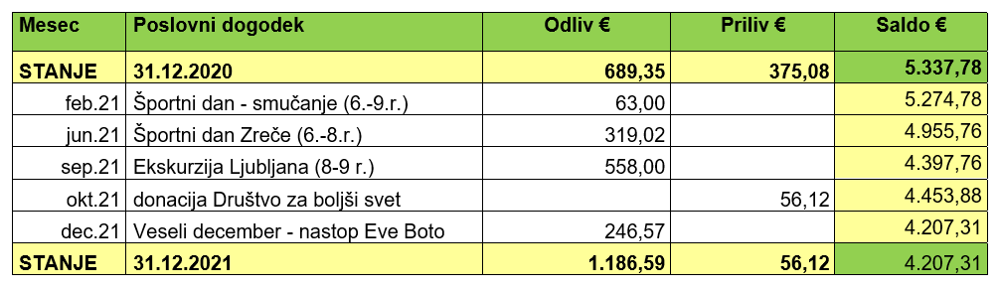 Mesec Poslovni dogodek Odliv € Priliv € Saldo €
STANJE 31.12.2020 689,35 375,08 5.337,78
feb.21 Športni dan - smučanje (6.-9.r.) 63,00 5.274,78
jun.21 Športni dan Zreče (6.-8.r.) 319,02 4.955,76
sep.21 Ekskurzija Ljubljana (8-9 r.) 558,00 4.397,76
okt.21 donacija Društvo za boljši svet 56,12 4.453,88
dec.21 Veseli december - nastop Eve Boto 246,57 4.207,31
STANJE 31.12.2021 1.186,59 56,12 4.207,31